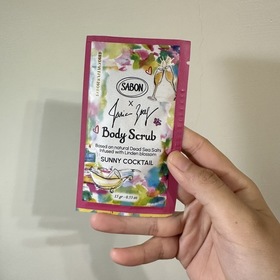 SABON
X
Body Scrub
Based on natural Dead Sea Salts
Infused with Linden blossom
SUNNY COCKTAIL